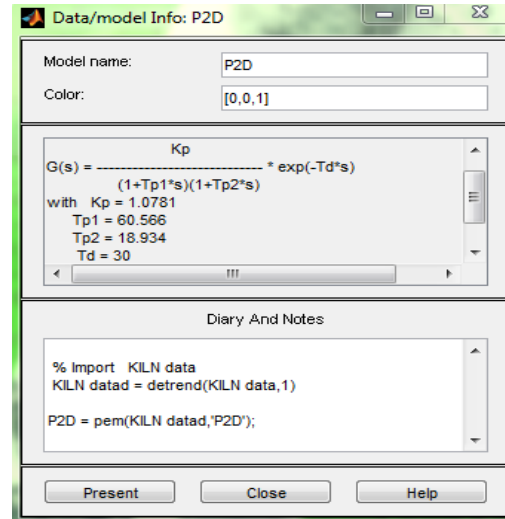 Data/model Info: P2D
Model name:
P2D
Color:
[0,0,1]
Kp
G(s) = ---------------------------- * exp(-Td*s)
(1+Tp1*s)(1+Tp2*s)
with Kp = 1.0781
Tp1 = 60.566
Tp2 = 18.934
Td = 30
Diary And Notes
% Import KILN data
KILN datad = detrend(KILN data,1)
P2D = pem(KILN datad,'P2D');
Present
Close
Help